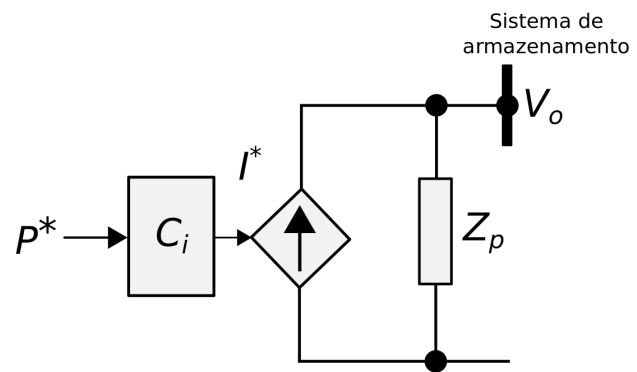 Sistema de
armazenamento
V_o
I*
P*
C_i
Z_p